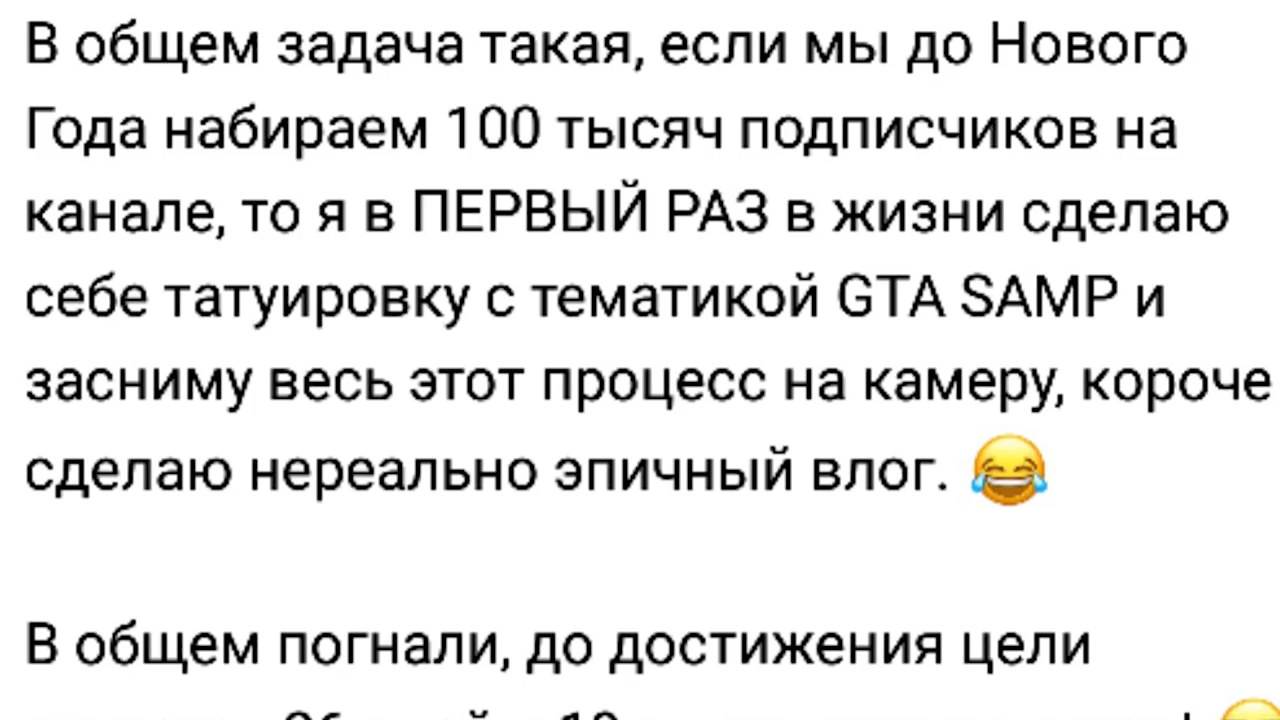 В общем задача такая, если мы до Нового
Года набираем 100 тысяч подписчиков на
канале, то я в ПЕРВЫЙ РАЗ в жизни сделаю
себе татуировку с тематикой GTA SAMP и
засниму весь этот процесс на камеру, короче
сделаю нереально эпичный влог. 😂
В общем погнали, до достижения цели